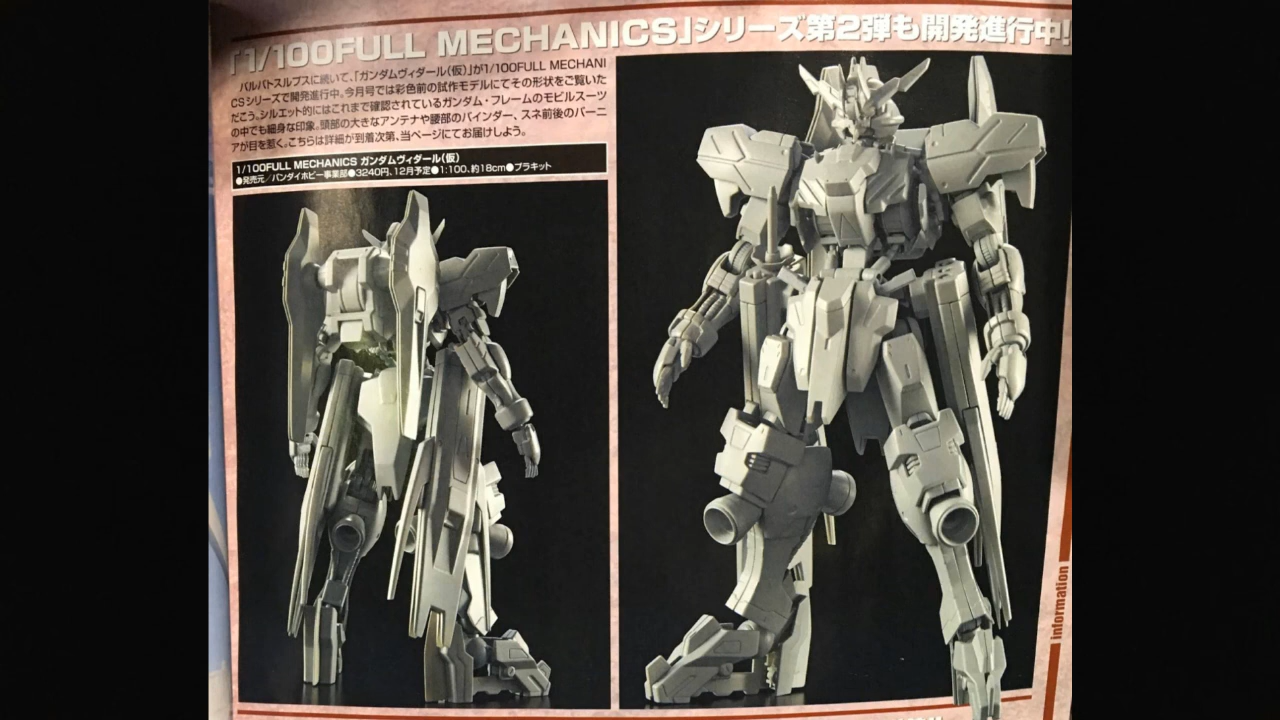 「1/100FULL MECHANICS」シリーズ第2弾も開発進行中!
バルバトスルプスに続いて、「ガンダムヴィダール(仮)」が1/100FULL MECHANI
CSシリーズで開発進行中。今月号では彩色前の試作モデルにてその形状をご覧いた
だこう。シルエット的にはこれまで確認されているガンダム・フレームのモビルスーツ
の中でも細身な印象。頭部の大きなアンテナや腰部のバインダー、スネ前後のバーニ
アが目を惹く。こちらは詳細が到着次第、当ページにてお届けしよう。
1/100FULL MECHANICS ガンダムヴィダール(仮)
●発売元/バンダイホビー事業部●3240円、12月予定●1:100、約18cm●プラキット
information